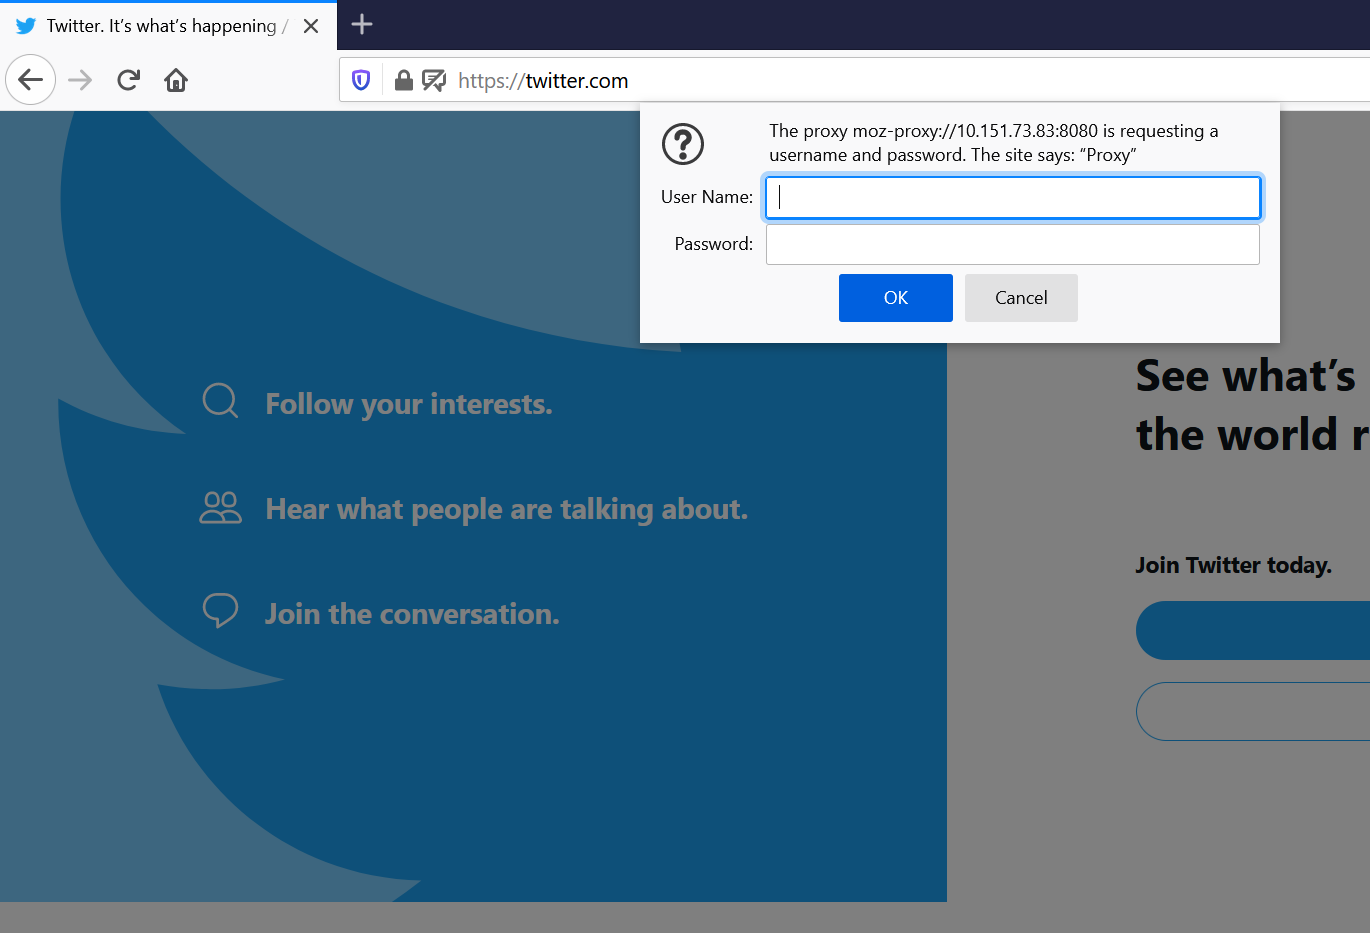 Twitter. It's what's happening /
https://twitter.com
The proxy moz-proxy://10.151.73.83:8080 is requesting a
username and password. The site says: “Proxy”
User Name:
Password:
OK Cancel
Follow your interests.
Hear what people are talking about.
Join the conversation.
See what’s
the world r
Join Twitter today.